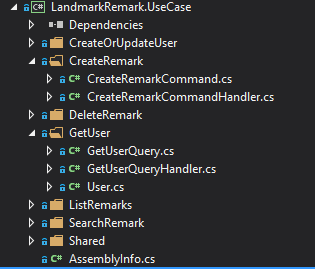 LandmarkRemark.UseCase
Dependencies
CreateOrUpdateUser
CreateRemark
CreateRemarkCommand.cs
CreateRemarkCommandHandler.cs
DeleteRemark
GetUser
GetUserQuery.cs
GetUserQueryHandler.cs
User.cs
ListRemarks
SearchRemark
Shared
AssemblyInfo.cs